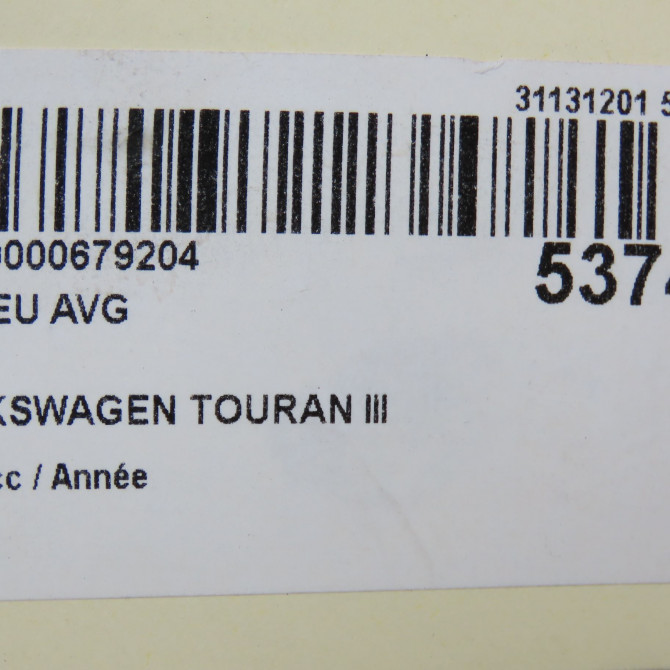 31131201 5
0000679204
5374
EU AVG
KSWAGEN TOURAN III
cc / Année